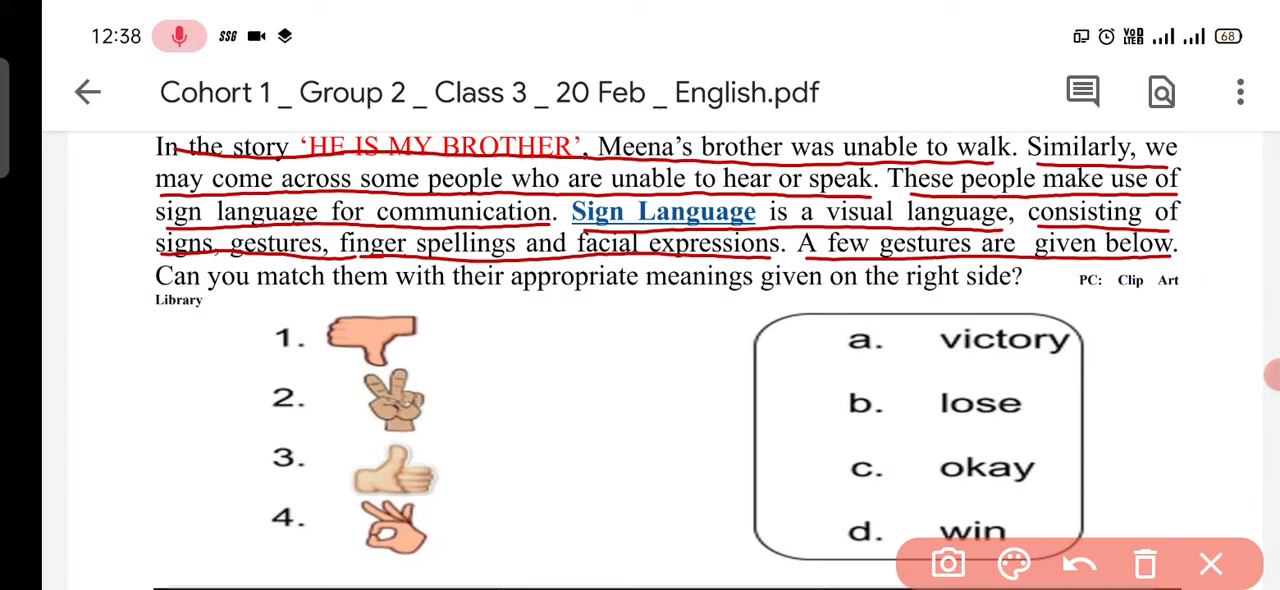 12:38 SSG VoD LTED 68
Cohort 1 _ Group 2 _ Class 3 _ 20 Feb _ English.pdf
In the story ‘HE IS MY BROTHER’, Meena’s brother was unable to walk. Similarly, we
may come across some people who are unable to hear or speak. These people make use of
sign language for communication. Sign Language is a visual language, consisting of
signs, gestures, finger spellings and facial expressions. A few gestures are given below.
Can you match them with their appropriate meanings given on the right side? PC: Clip Art
Library
1.
a. victory
2.
b. lose
3.
c. okay
4.
d. win